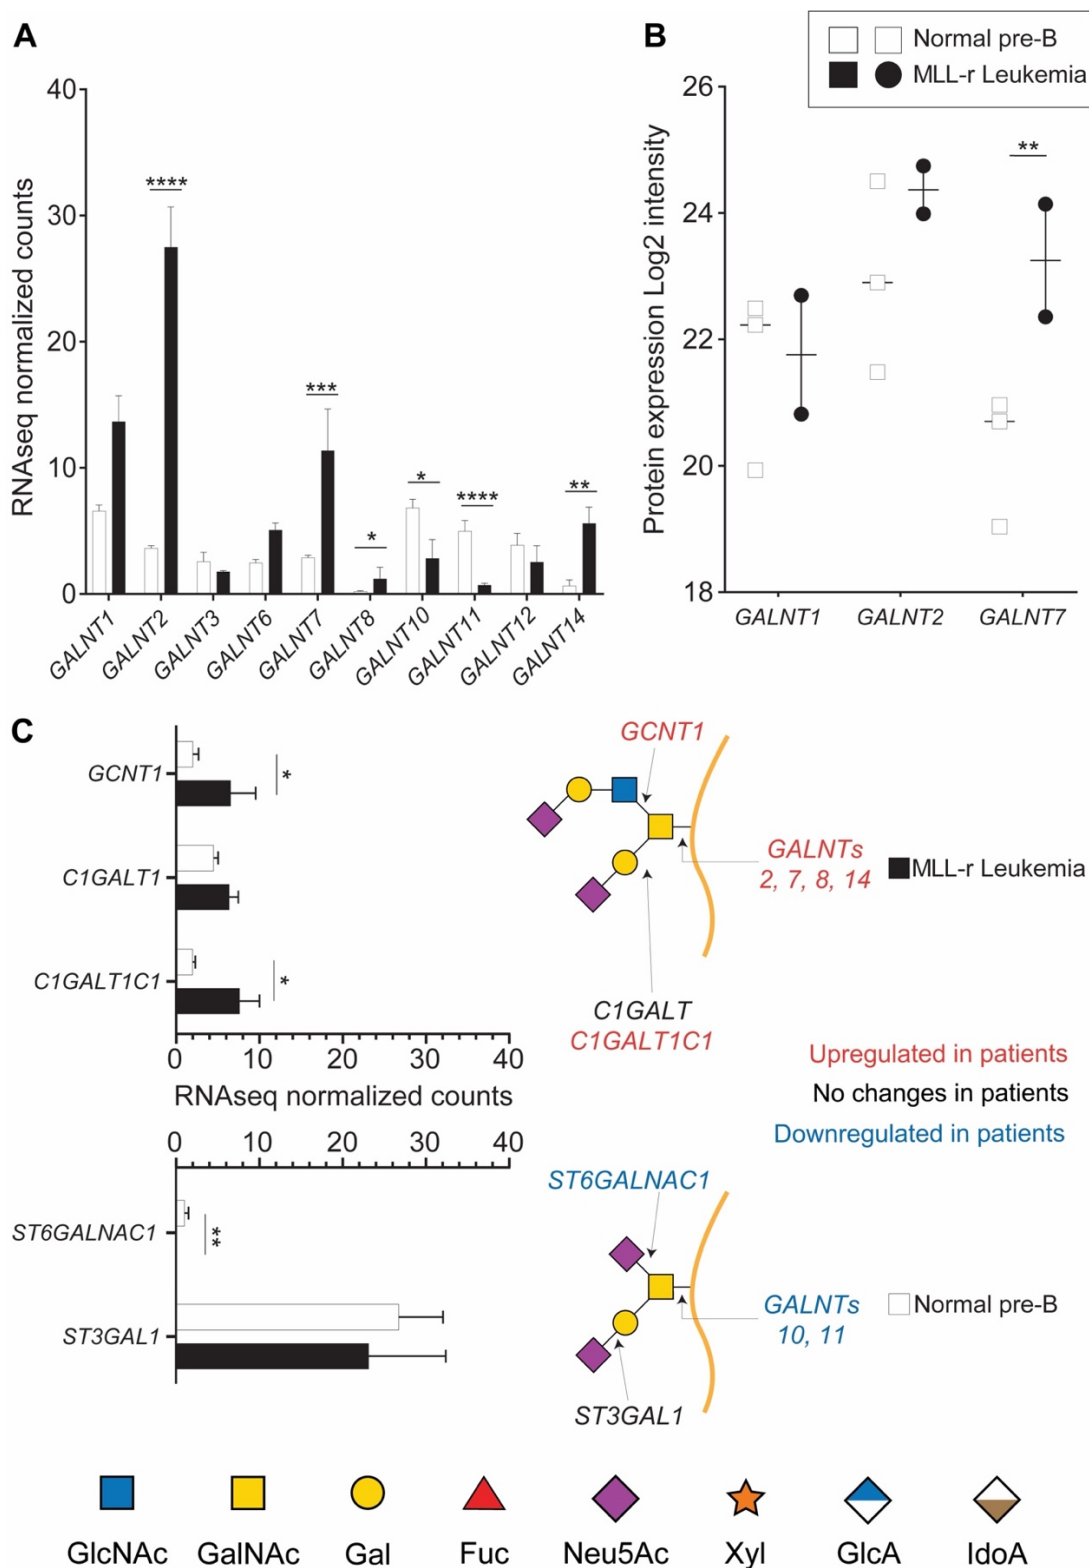 A
B
Normal pre-B
MLL-r Leukemia
RNAseq normalized counts
40
30
20
10
0
****
***
*
*
****
**
GALNT1
GALNT2
GALNT3
GALNT6
GALNT7
GALNT8
GALNT10
GALNT11
GALNT12
GALNT14
Protein expression Log2 intensity
26
24
22
20
18
**
GALNT1
GALNT2
GALNT7
C
GCNT1
C1GALT1
C1GALT1C1
*
*
0 10 20 30 40
RNAseq normalized counts
GCNT1
GALNTs
2, 7, 8, 14
MLL-r Leukemia
C1GALT
C1GALT1C1
Upregulated in patients
No changes in patients
Downregulated in patients
0 10 20 30 40
ST6GALNAC1
**
ST3GAL1
ST6GALNAC1
GALNTs
10, 11
Normal pre-B
ST3GAL1
GlcNAc GalNAc Gal Fuc Neu5Ac Xyl GlcA IdoA